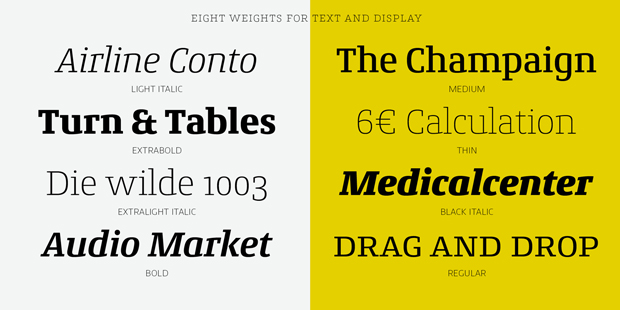 EIGHT WEIGHTS FOR TEXT AND DISPLAY
Airline Conto
LIGHT ITALIC
Turn & Tables
EXTRABOLD
Die wilde 1003
EXTRALIGHT ITALIC
Audio Market
BOLD
The Champaign
MEDIUM
6€ Calculation
THIN
Medicalcenter
BLACK ITALIC
DRAG AND DROP
REGULAR